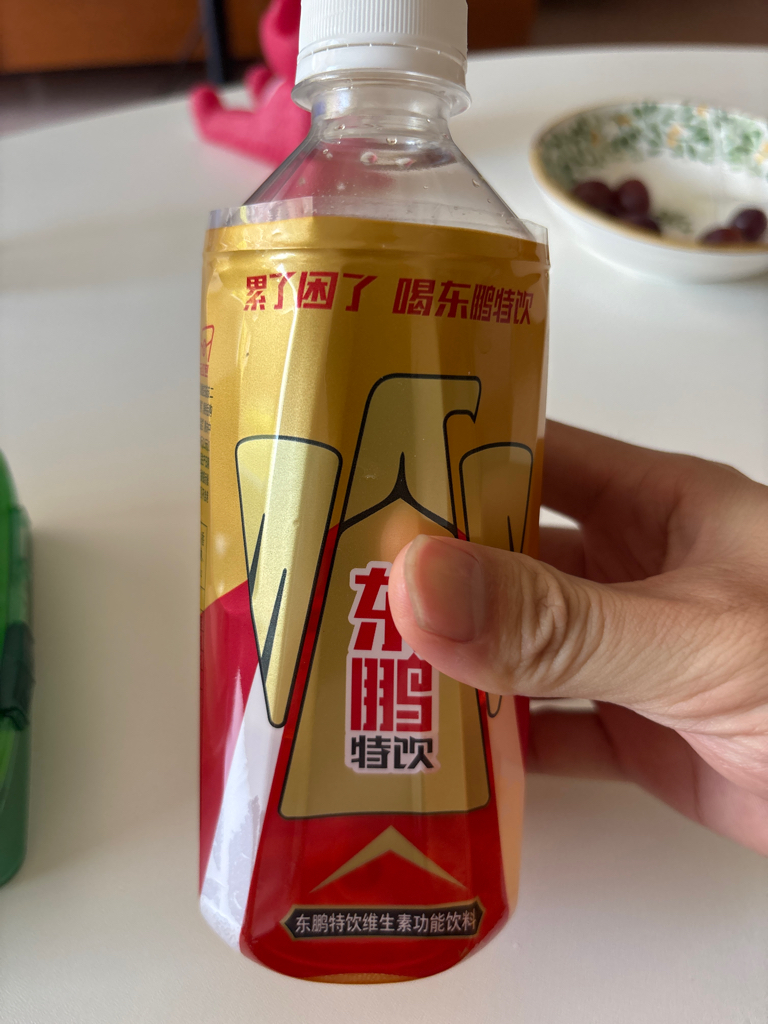 累了困了 喝东鹏特饮
东
鹏
特饮
东鹏特饮维生素功能饮料